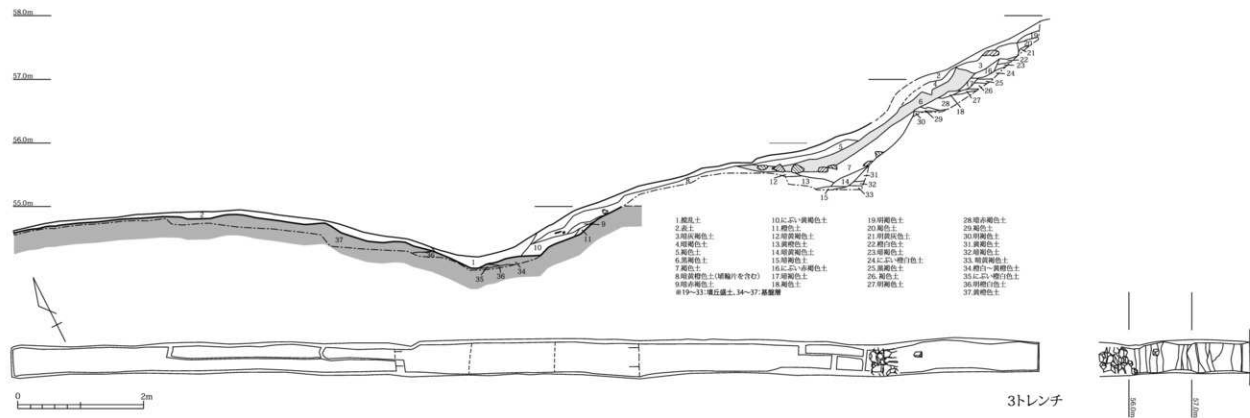 58.0m
57.0m
56.0m
55.0m
1.攪乱土
2.表土
3.暗灰褐色土
4.暗褐色土
5.褐色土
6.黒褐色土
7.褐色土
8.暗黄橙色土(埴輪片を含む)
9.暗赤褐色土
※19～33：墳丘盛土、34～37：基盤層
10.にぶい黄褐色土
11.橙色土
12.暗黄褐色土
13.黄橙色土
14.暗黄褐色土
15.暗褐色土
16.にぶい赤褐色土
17.暗褐色土
18.褐色土
19.明褐色土
20.褐色土
21.明黄灰色土
22.橙白色土
23.暗褐色土
24.にぶい橙白色土
25.黒褐色土
26.褐色土
27.明褐色土
28.暗赤褐色土
29.褐色土
30.明褐色土
31.黄褐色土
32.暗褐色土
33.暗黄褐色土
34.橙白～黄橙色土
35.にぶい橙白色土
36.明橙白色土
37.黄橙色土
0
2m
3トレンチ
56.0m
57.0m